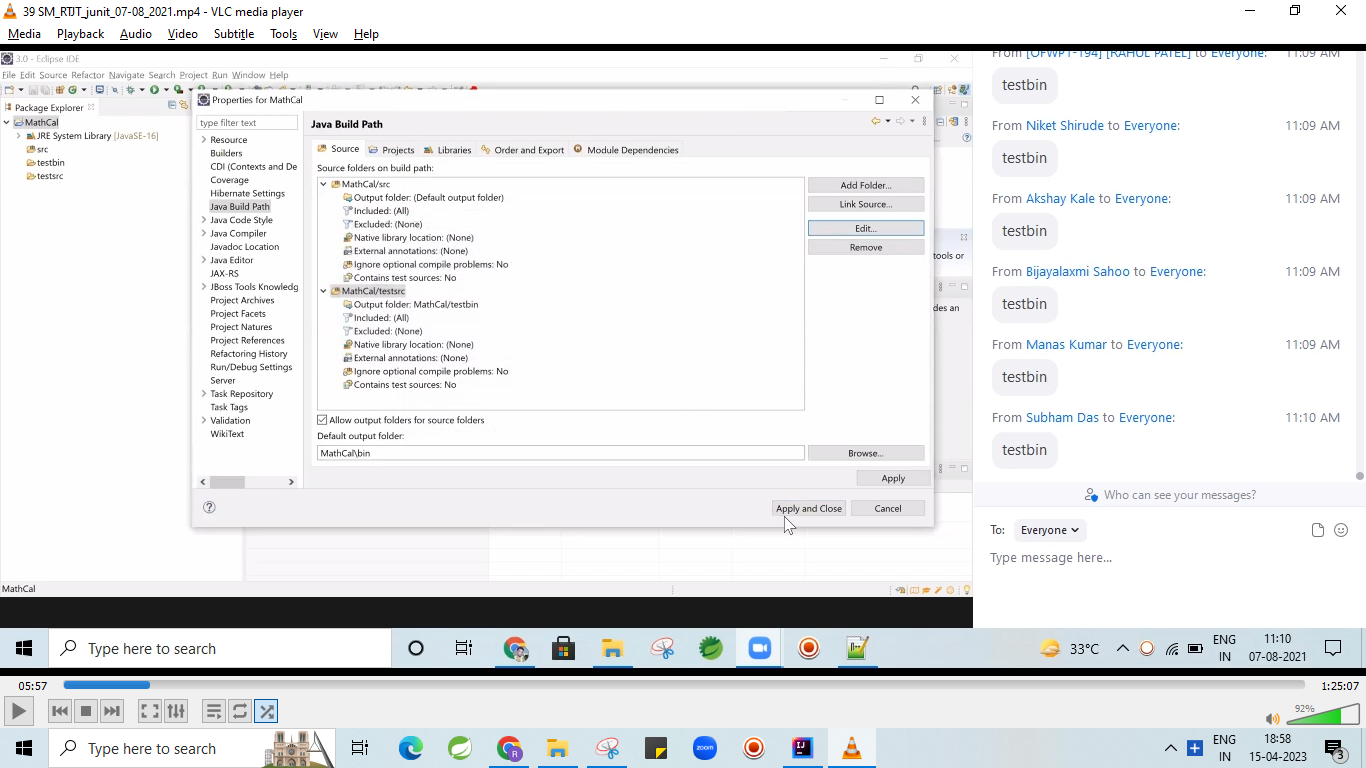 39 SM_RTJT_junit_07-08_2021.mp4 - VLC media player
Media Playback Audio Video Subtitle Tools View Help
3.0 - Eclipse IDE
File Edit Source Refactor Navigate Search Project Run Window Help
Package Explorer
MathCal
JRE System Library [JavaSE-16]
src
testbin
testsrc
Properties for MathCal
type filter text
Resource
Builders
CDI (Contexts and De
Coverage
Hibernate Settings
Java Build Path
Java Code Style
Java Compiler
Javadoc Location
Java Editor
JAX-RS
JBoss Tools Knowledg
Project Archives
Project Facets
Project Natures
Project References
Refactoring History
Run/Debug Settings
Server
Task Repository
Task Tags
Validation
WikiText
Java Build Path
Source Projects Libraries Order and Export Module Dependencies
Source folders on build path:
MathCal/src
Output folder: (Default output folder)
Included: (All)
Excluded: (None)
Native library location: (None)
External annotations: (None)
Ignore optional compile problems: No
Contains test sources: No
MathCal/testsrc
Output folder: MathCal/testbin
Included: (All)
Excluded: (None)
Native library location: (None)
External annotations: (None)
Ignore optional compile problems: No
Contains test sources: No
Add Folder...
Link Source...
Edit...
Remove
Allow output folders for source folders
Default output folder:
MathCal\bin
Browse...
Apply
Apply and Close Cancel
tools or
des an
MathCal
From [OFWP1-194] [RAHUL PATEL] to Everyone: 11:09 AM
testbin
From Niket Shirude to Everyone: 11:09 AM
testbin
From Akshay Kale to Everyone: 11:09 AM
testbin
From Bijayalaxmi Sahoo to Everyone: 11:09 AM
testbin
From Manas Kumar to Everyone: 11:09 AM
testbin
From Subham Das to Everyone: 11:10 AM
testbin
Who can see your messages?
To: Everyone
Type message here...
Type here to search
33°C
ENG
IN
11:10
07-08-2021
05:57
1:25:07
92%
Type here to search
zoom
ENG
IN
18:58
15-04-2023
3